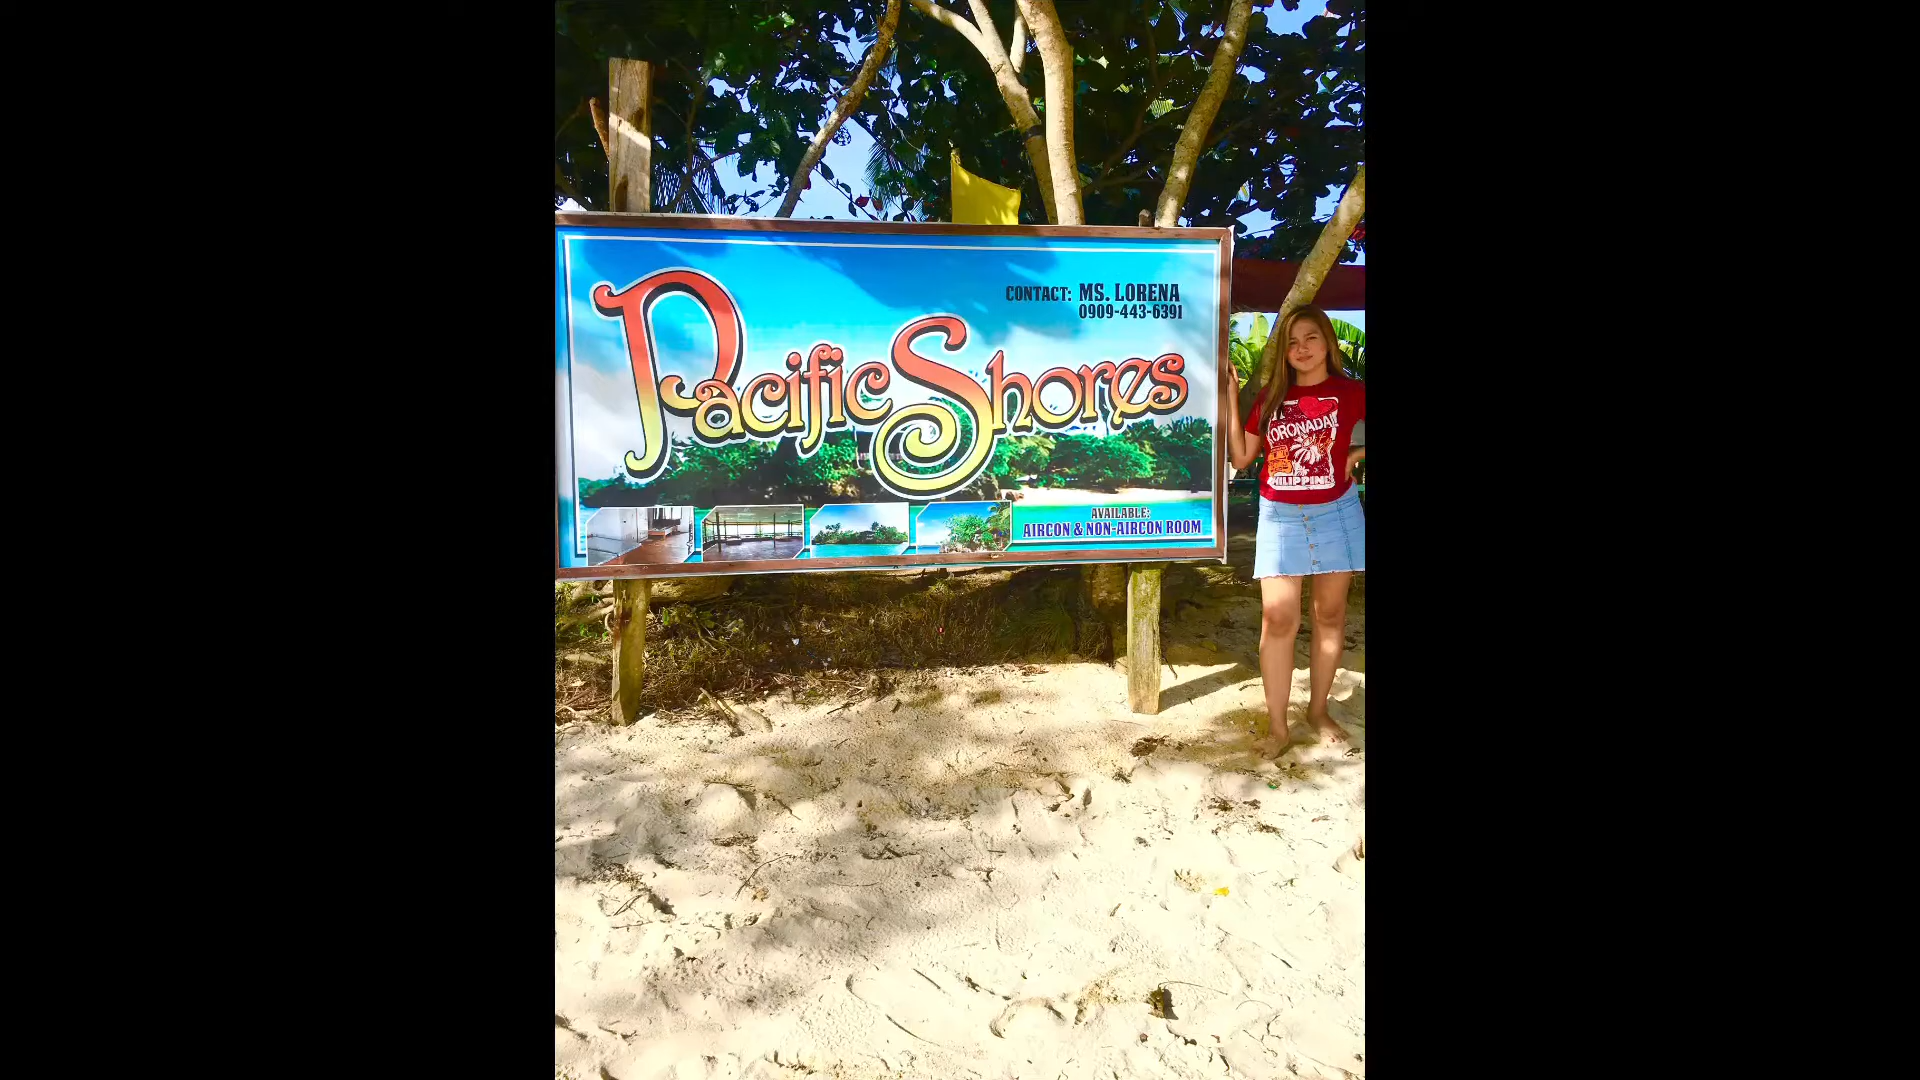 CONTACT: MS. LORENA
0909-443-6391
Pacific Shores
AVAILABLE:
AIRCON & NON-AIRCON ROOM
KORONADAL
PHILIPPINES